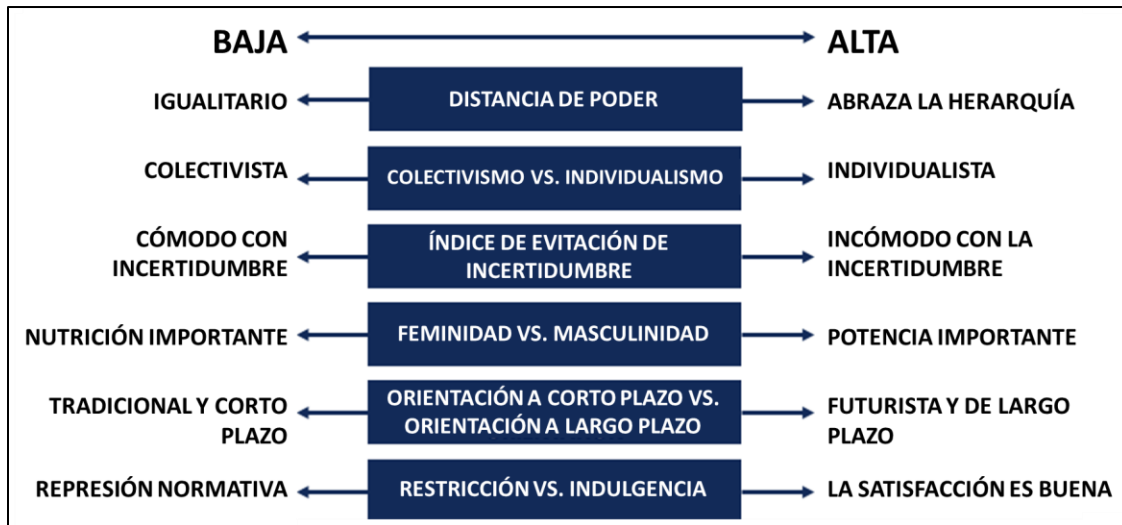 BAJA ALTA
IGUALITARIO DISTANCIA DE PODER ABRAZA LA HERARQUÍA
COLECTIVISTA COLECTIVISMO VS. INDIVIDUALISMO INDIVIDUALISTA
CÓMODO CON
INCERTIDUMBRE
ÍNDICE DE EVITACIÓN DE
INCERTIDUMBRE
INCÓMODO CON LA
INCERTIDUMBRE
NUTRICIÓN IMPORTANTE FEMINIDAD VS. MASCULINIDAD POTENCIA IMPORTANTE
TRADICIONAL Y CORTO
PLAZO
ORIENTACIÓN A CORTO PLAZO VS.
ORIENTACIÓN A LARGO PLAZO
FUTURISTA Y DE LARGO
PLAZO
REPRESIÓN NORMATIVA RESTRICCIÓN VS. INDULGENCIA LA SATISFACCIÓN ES BUENA